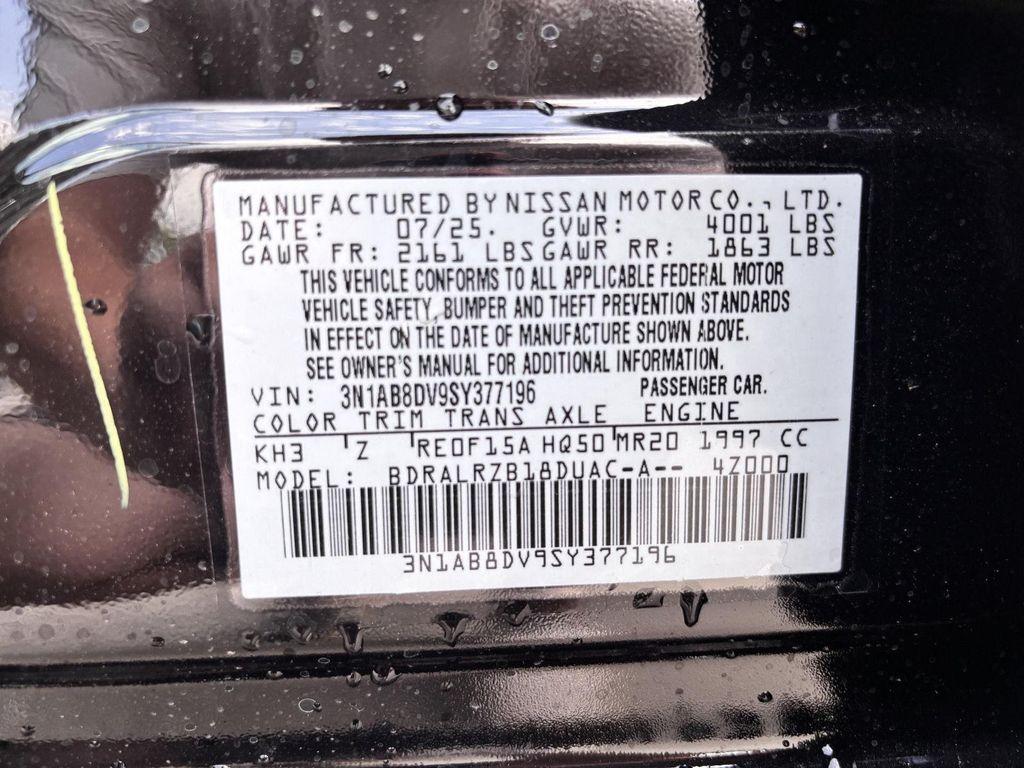 MANUFACTURED BY NISSAN MOTOR CO., LTD.
DATE: 07/25. GVWR: 4001 LBS
GAWR FR: 2161 LBS GAWR RR: 1863 LBS
THIS VEHICLE CONFORMS TO ALL APPLICABLE FEDERAL MOTOR
VEHICLE SAFETY, BUMPER AND THEFT PREVENTION STANDARDS
IN EFFECT ON THE DATE OF MANUFACTURE SHOWN ABOVE.
SEE OWNER'S MANUAL FOR ADDITIONAL INFORMATION.
VIN: 3N1AB8DV9SY377196 PASSENGER CAR.
COLOR TRIM TRANS AXLE ENGINE
KH3 Z RE0F15A HQ50 MR20 1997 CC
MODEL: BDRALRZB18DUAC-A-- 4Z000
3N1AB8DV9SY377196